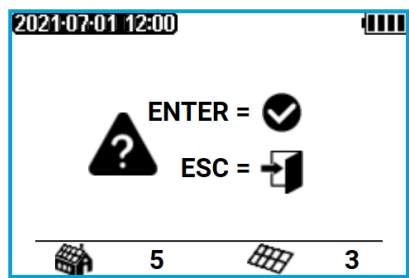 2021-07-01 12:00
ENTER =
?
ESC =
5 3